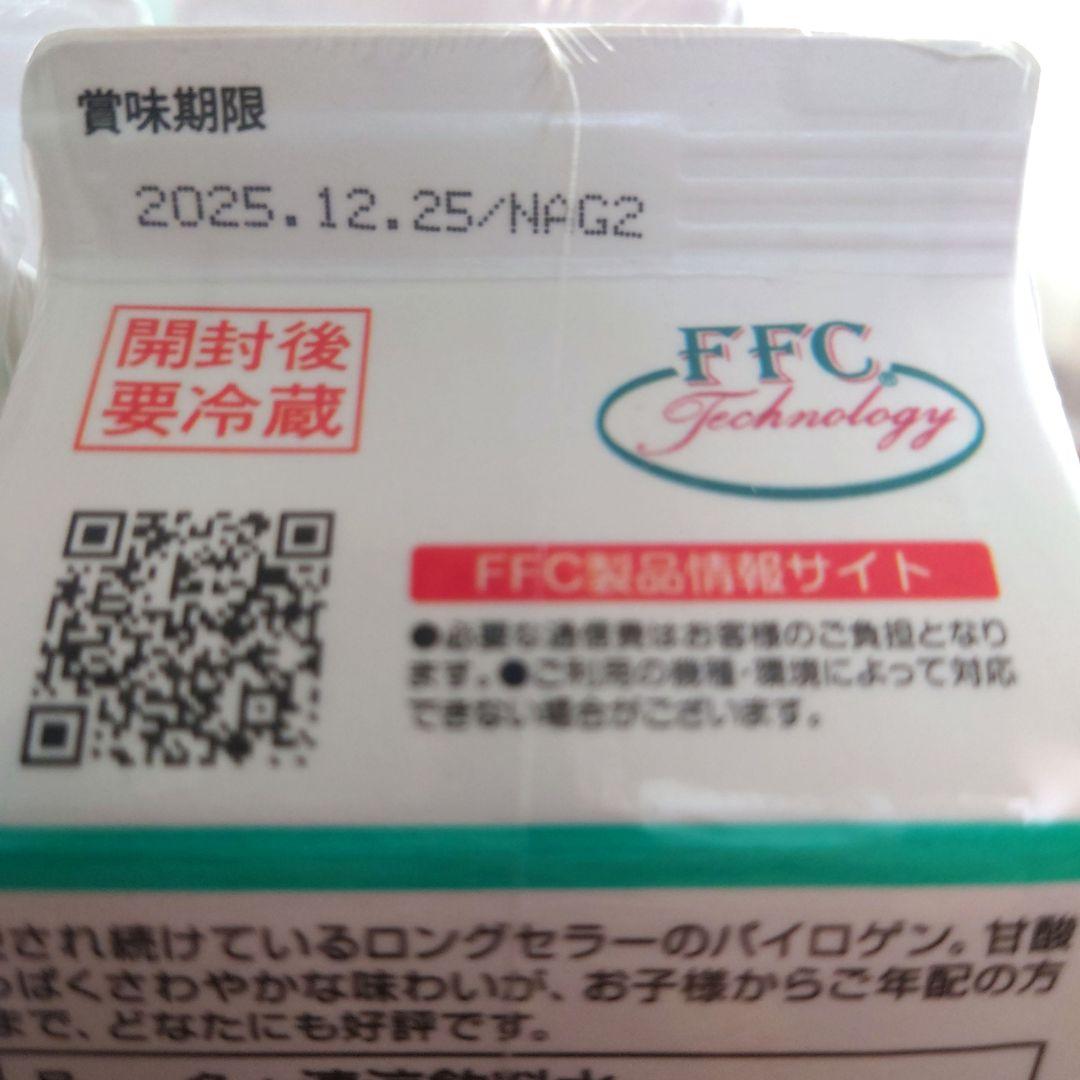 賞味期限
2025.12.25/NAG2
開封後
要冷蔵
FFC®
Technology
FFC製品情報サイト
●必要な通信費はお客様のご負担となり
ます。●ご利用の機種・環境によって対応
できない場合がございます。
され続けているロングセラーのパイロゲン。甘酸
っぱくさわやかな味わいが、お子様からご年配の方
まで、どなたにも好評です。